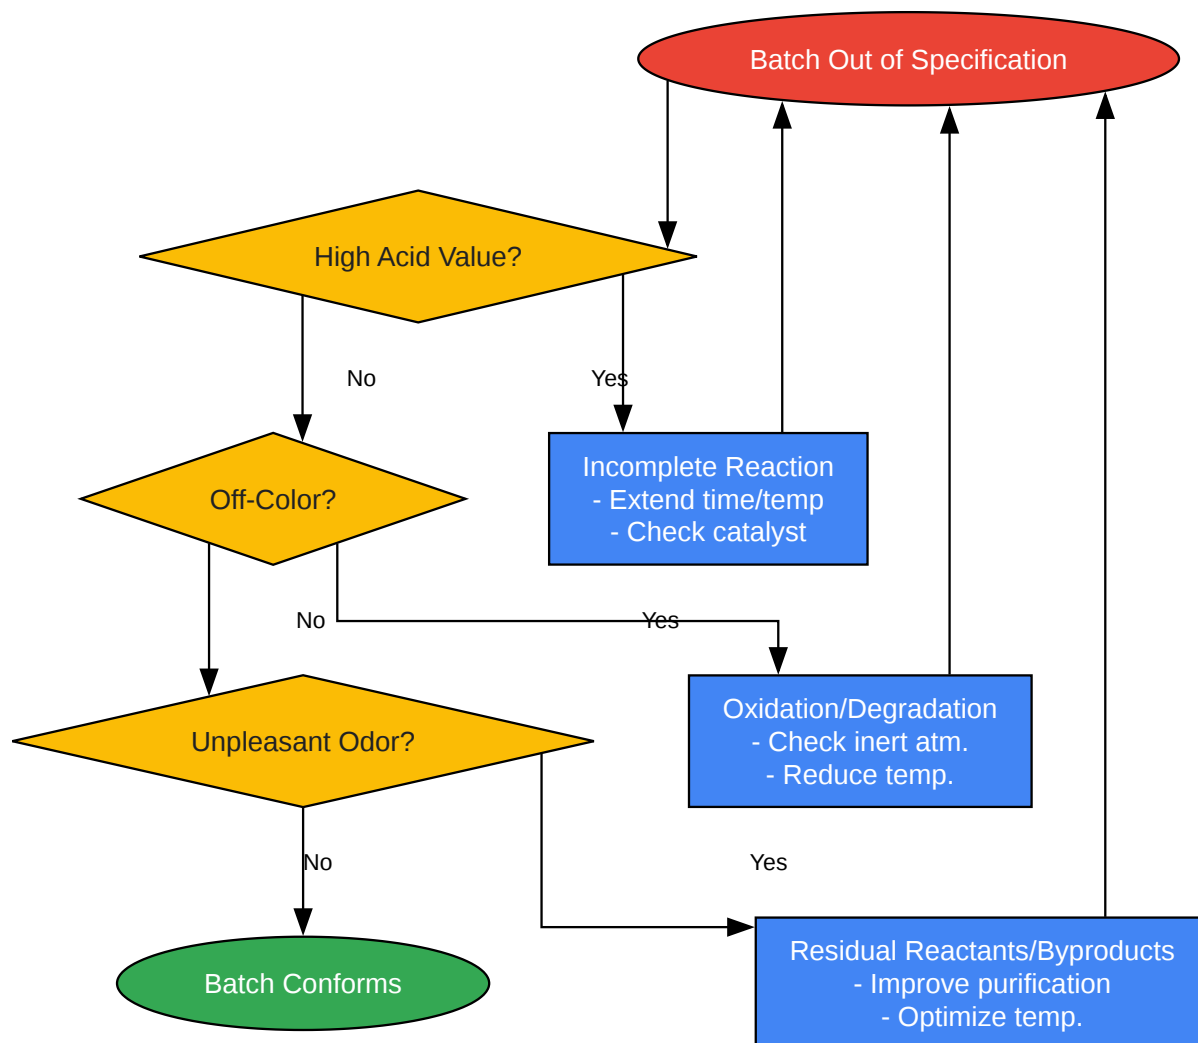 Batch Out of Specification
High Acid Value?
No
Yes
Incomplete Reaction
- Extend time/temp
- Check catalyst
Off-Color?
No
Yes
Oxidation/Degradation
- Check inert atm.
- Reduce temp.
Unpleasant Odor?
No
Yes
Residual Reactants/Byproducts
- Improve purification
- Optimize temp.
Batch Conforms